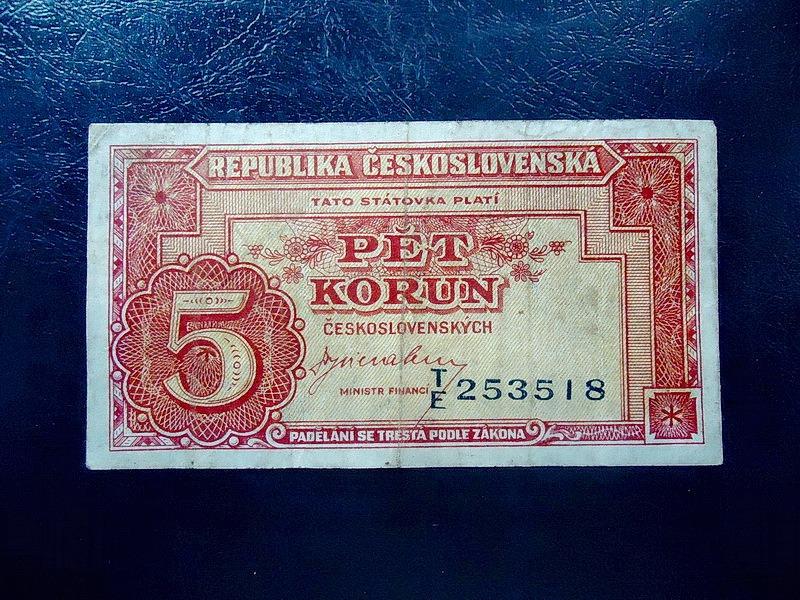 REPUBLIKA ČESKOSLOVENSKÁ
TATO STÁTOVKA PLATÍ
PĚT
KORUN
ČESKOSLOVENSKÝCH
5
MINISTR FINANCÍ
T/E 253518
PADĚLÁNÍ SE TRESTÁ PODLE ZÁKONA